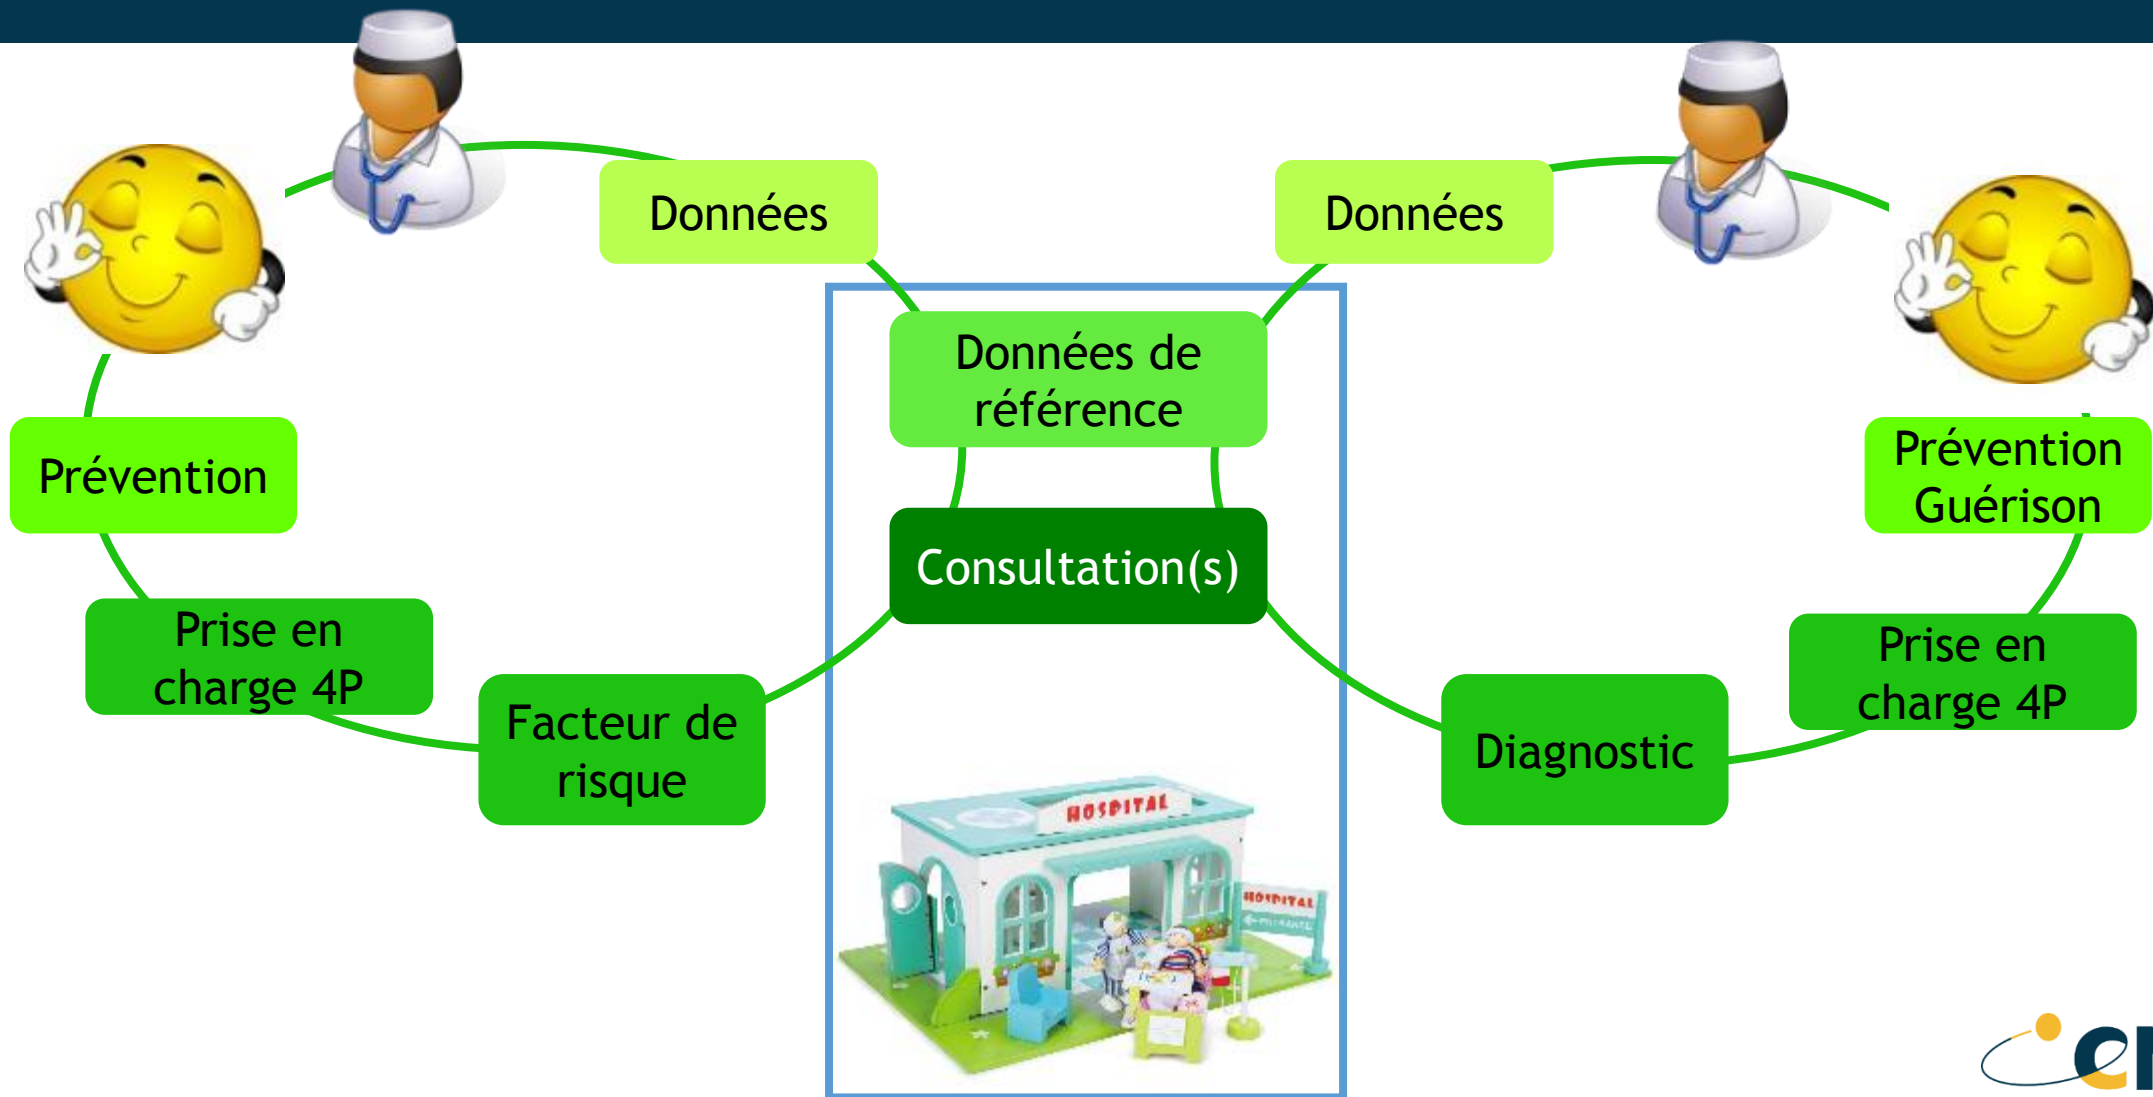 Données
Données
Données de
référence
Prévention
Prévention
Guérison
Consultation(s)
Prise en
charge 4P
Prise en
charge 4P
Facteur de
risque
Diagnostic
HOSPITAL
HOSPITAL